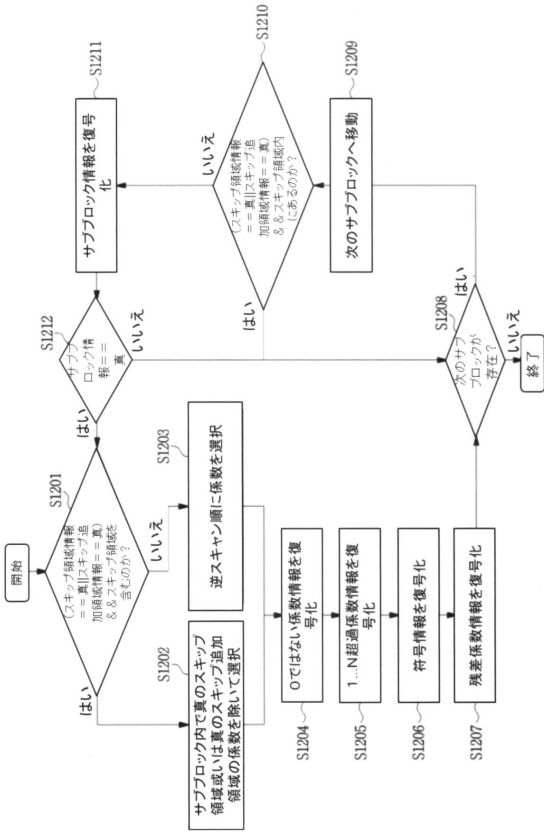 開始
S1201
(スキップ領域情報
==真||スキップ追
加領域情報==真)
&&スキップ領域を
含むのか?
はい
いいえ
S1202
サブブロック内で真のスキップ
領域或いは真のスキップ追加
領域の係数を除いて選択
S1203
逆スキャン順に係数を選択
S1204
0ではない係数情報を復
号化
S1205
1...N超過係数情報を復
号化
S1206
符号情報を復号化
S1207
残差係数情報を復号化
S1208
次のサブ
ブロックが
存在?
はい
いいえ
終了
S1209
次のサブブロックへ移動
S1210
(スキップ領域情報
==真||スキップ追
加領域情報==真)
&&スキップ領域内
にあるのか?
はい
いいえ
S1211
サブブロック情報を復号
化
S1212
サブブ
ロック情
報==
真
はい
いいえ